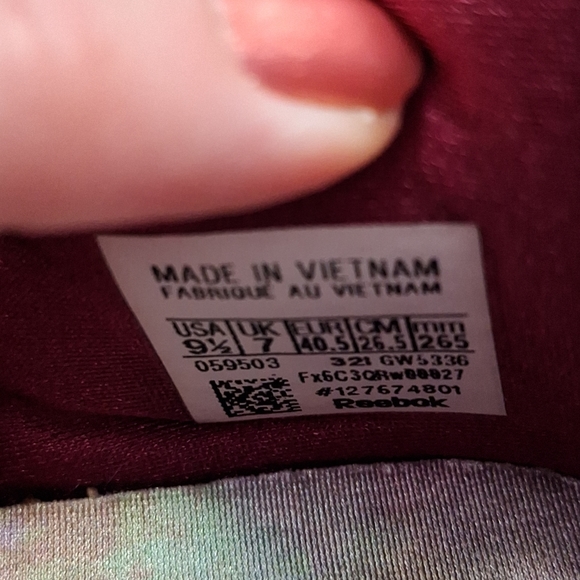 MADE IN VIETNAM
FABRIQUÉ AU VIETNAM
USA UK EUR CM mm
9½ 7 40.5 26.5 265
059503 321 GW5336
Fx6C3QRw00027
#127674801
Reebok